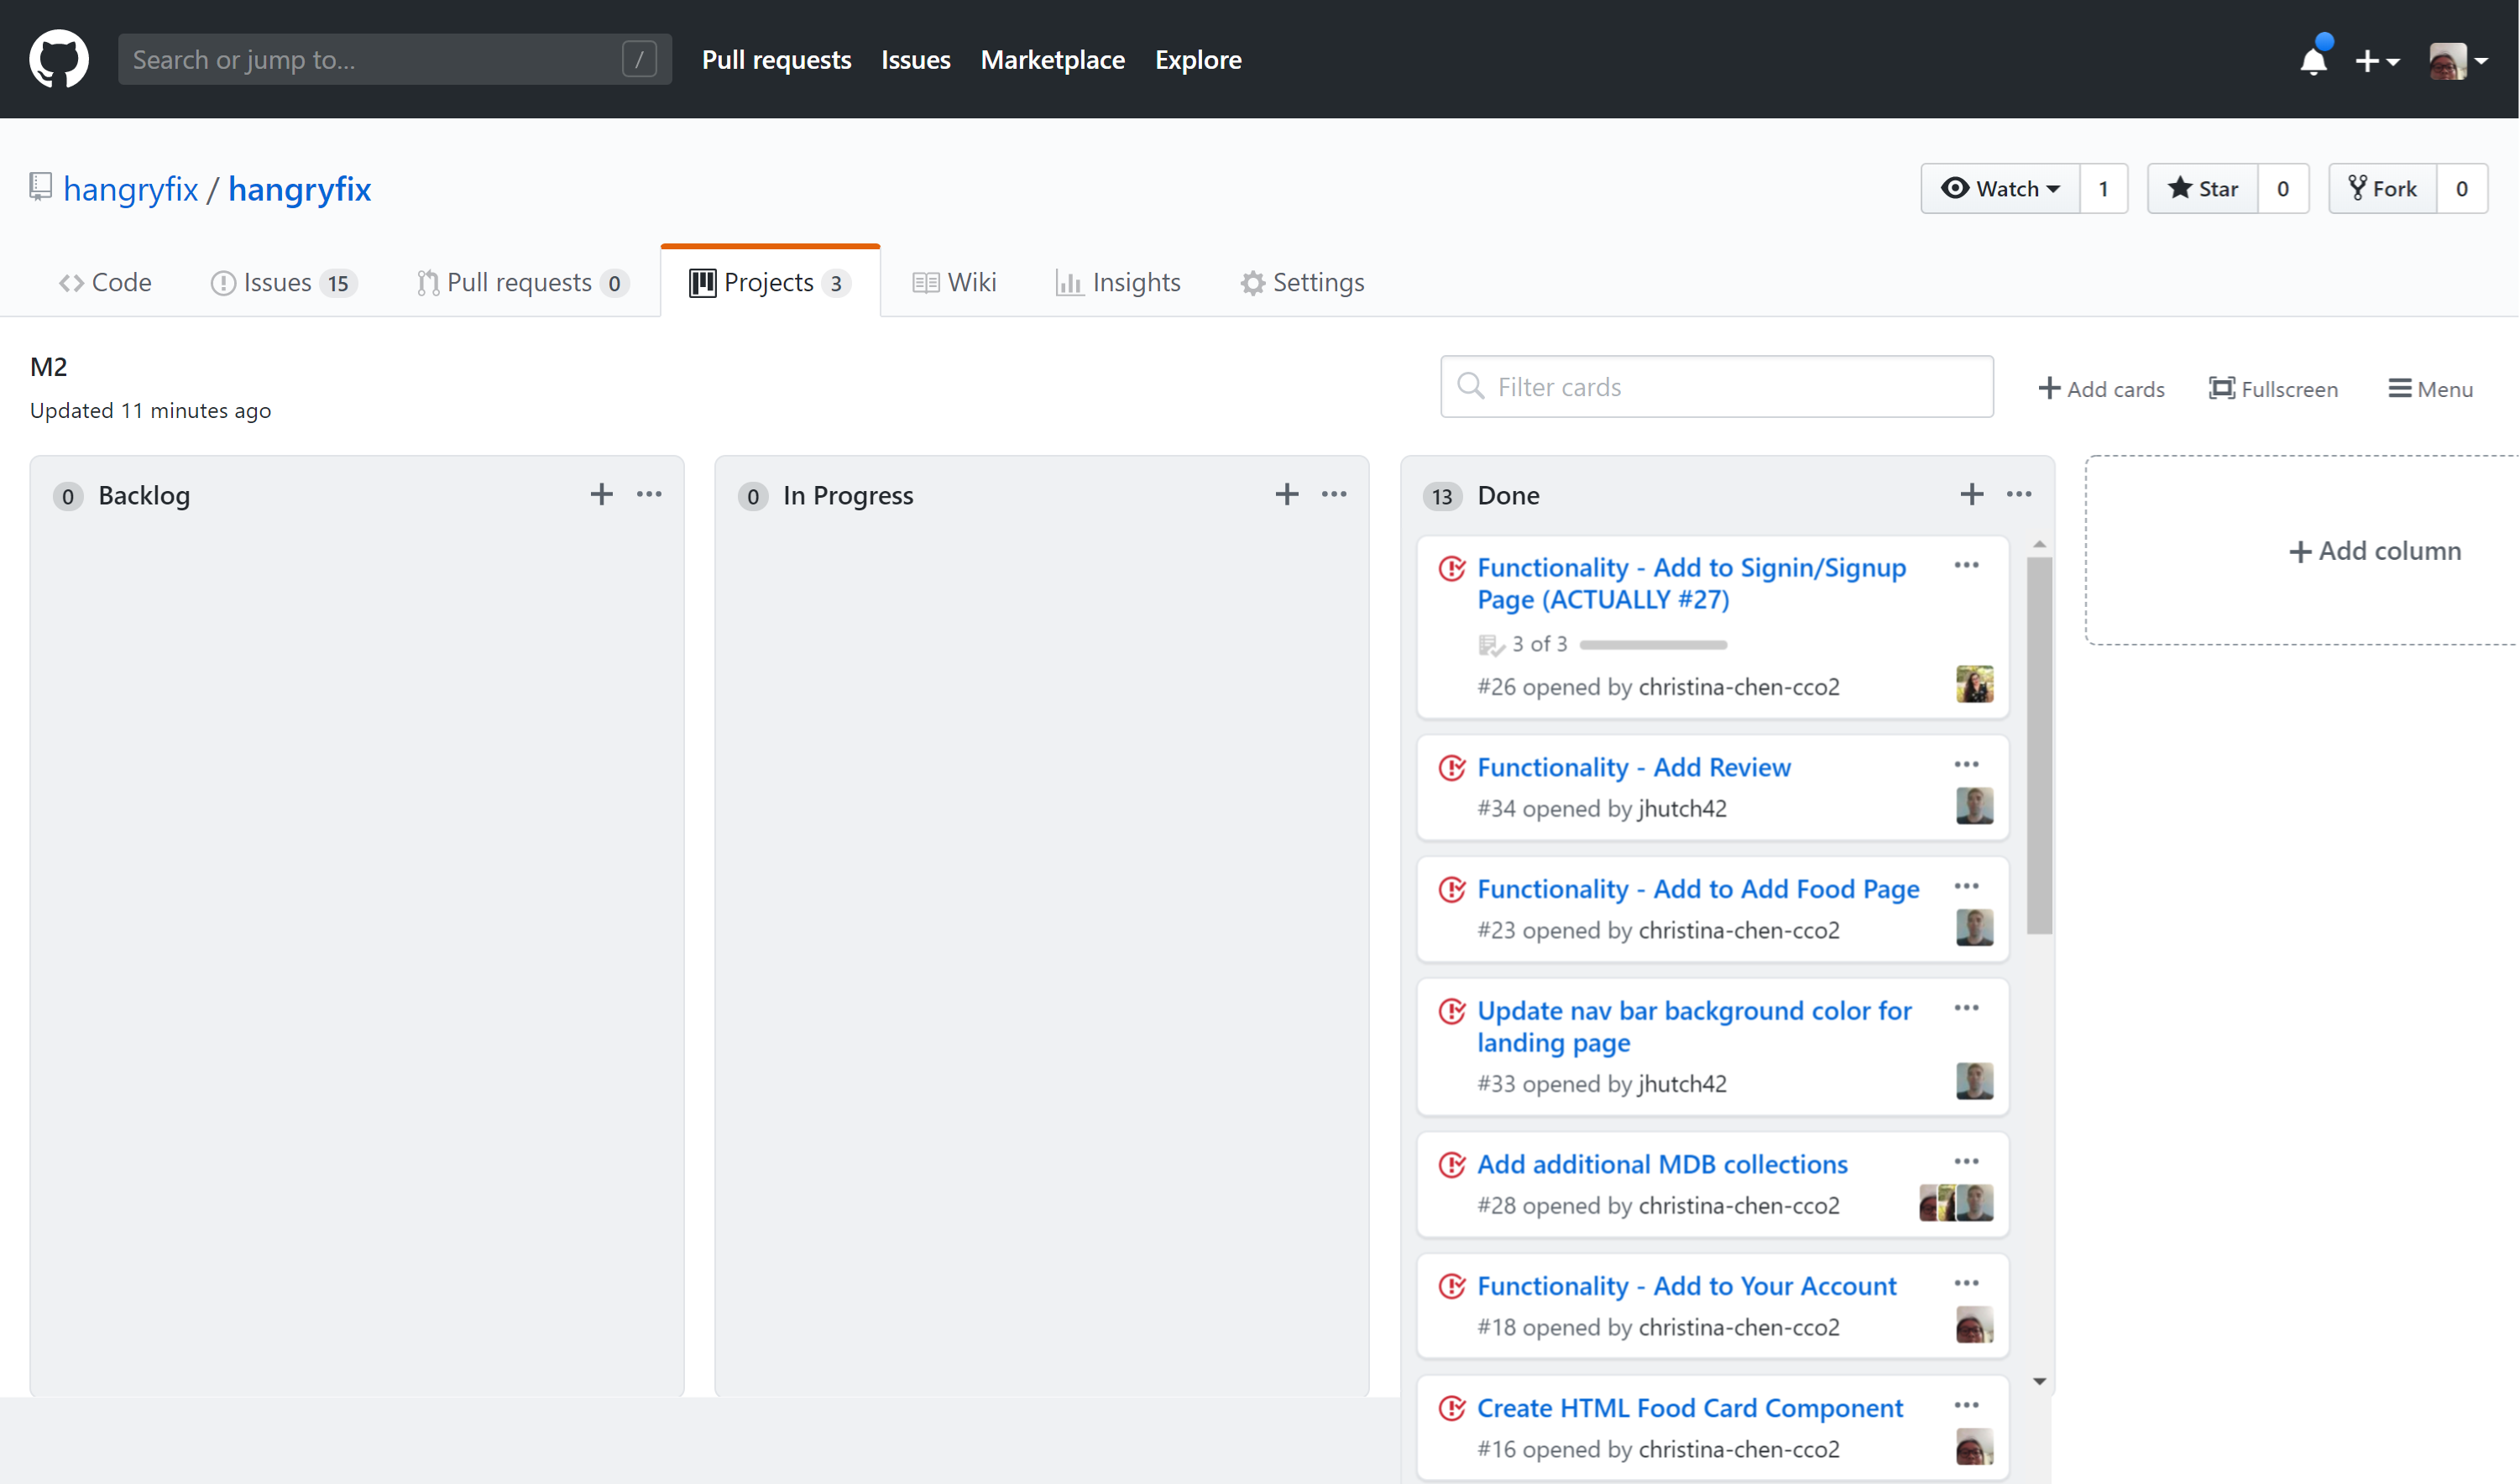 Search or jump to... /
Pull requests Issues Marketplace Explore
hangryfix / hangryfix
Watch 1 Star 0 Fork 0
Code Issues 15 Pull requests 0 Projects 3 Wiki Insights Settings
M2
Updated 11 minutes ago
Filter cards
Add cards Fullscreen Menu
0 Backlog
0 In Progress
13 Done
Functionality - Add to Signin/Signup
Page (ACTUALLY #27)
3 of 3
#26 opened by christina-chen-cco2
Functionality - Add Review
#34 opened by jhutch42
Functionality - Add to Add Food Page
#23 opened by christina-chen-cco2
Update nav bar background color for
landing page
#33 opened by jhutch42
Add additional MDB collections
#28 opened by christina-chen-cco2
Functionality - Add to Your Account
#18 opened by christina-chen-cco2
Create HTML Food Card Component
#16 opened by christina-chen-cco2
Add column